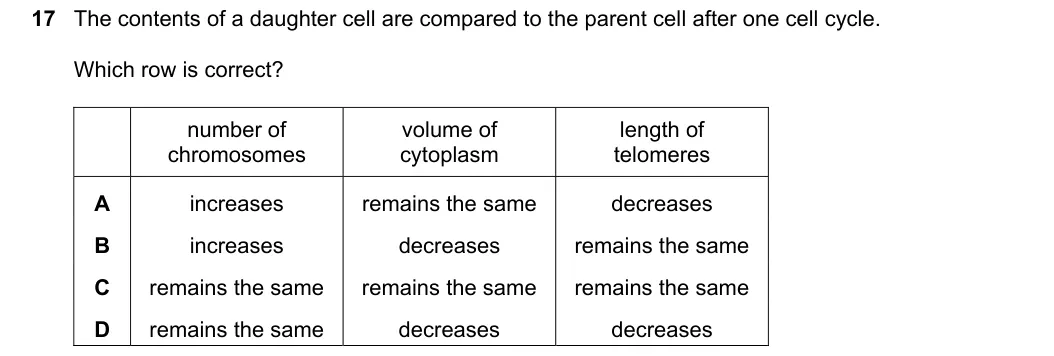 17 The contents of a daughter cell are compared to the parent cell after one cell cycle.
Which row is correct?
number of chromosomes volume of cytoplasm length of telomeres
A increases remains the same decreases
B increases decreases remains the same
C remains the same remains the same remains the same
D remains the same decreases decreases